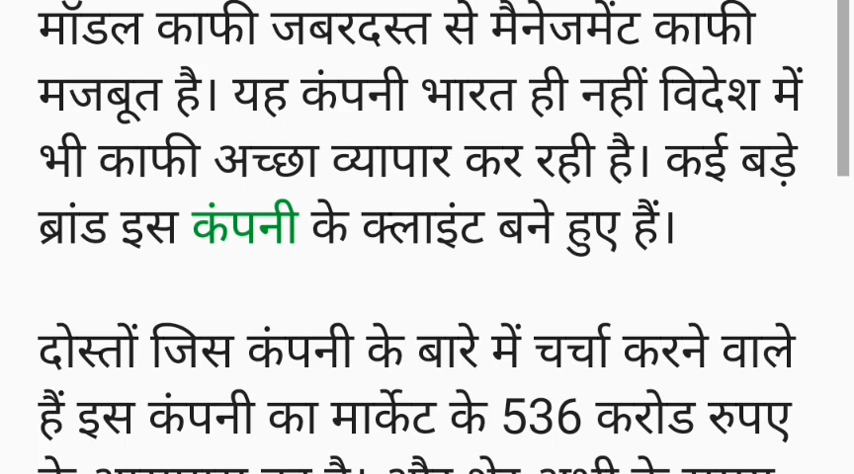 मॉडल काफी जबरदस्त से मैनेजमेंट काफी
मजबूत है। यह कंपनी भारत ही नहीं विदेश में
भी काफी अच्छा व्यापार कर रही है। कई बड़े
ब्रांड इस कंपनी के क्लाइंट बने हुए हैं।
दोस्तों जिस कंपनी के बारे में चर्चा करने वाले
हैं इस कंपनी का मार्केट के 536 करोड रुपए